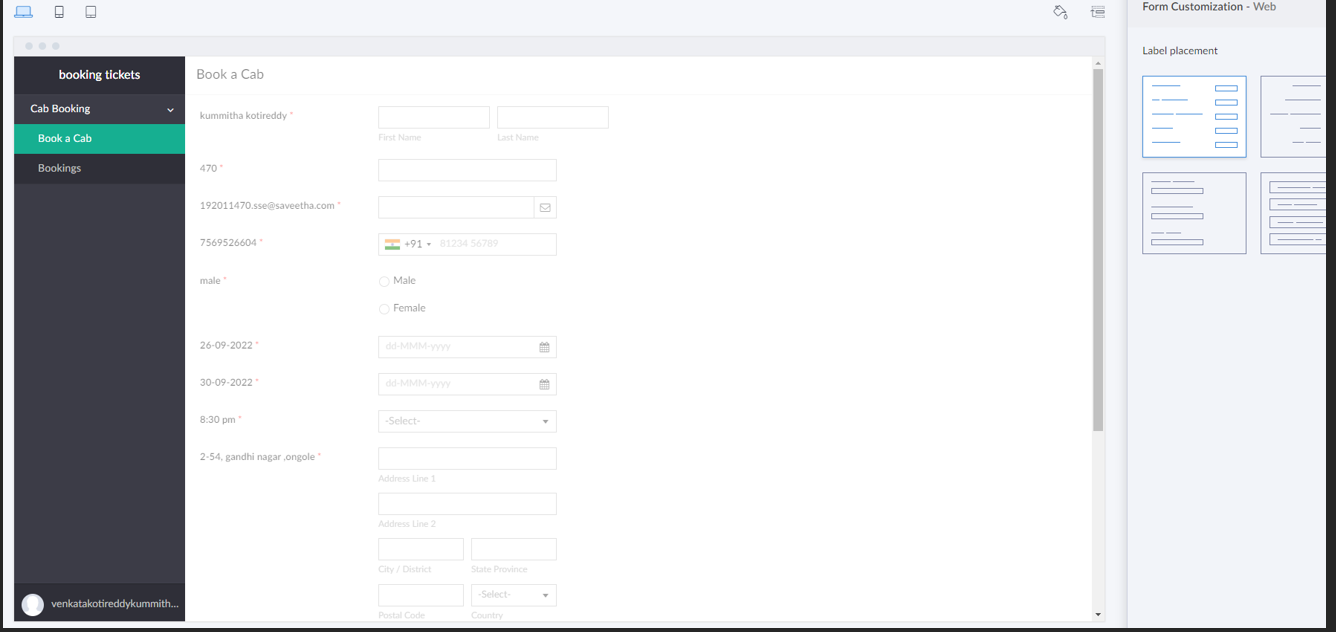 Form Customization - Web
Label placement
booking tickets
Cab Booking
Book a Cab
Bookings
venkatakotireddykummith...
Book a Cab
kummitha kotireddy *
First Name
Last Name
470 *
192011470.sse@saveetha.com *
7569526604 *
+91
81234 56789
male *
Male
Female
26-09-2022 *
dd-MMM-yyyy
30-09-2022 *
dd-MMM-yyyy
8:30 pm *
-Select-
2-54, gandhi nagar ,ongole *
Address Line 1
Address Line 2
City / District
State Province
-Select-
Postal Code
Country